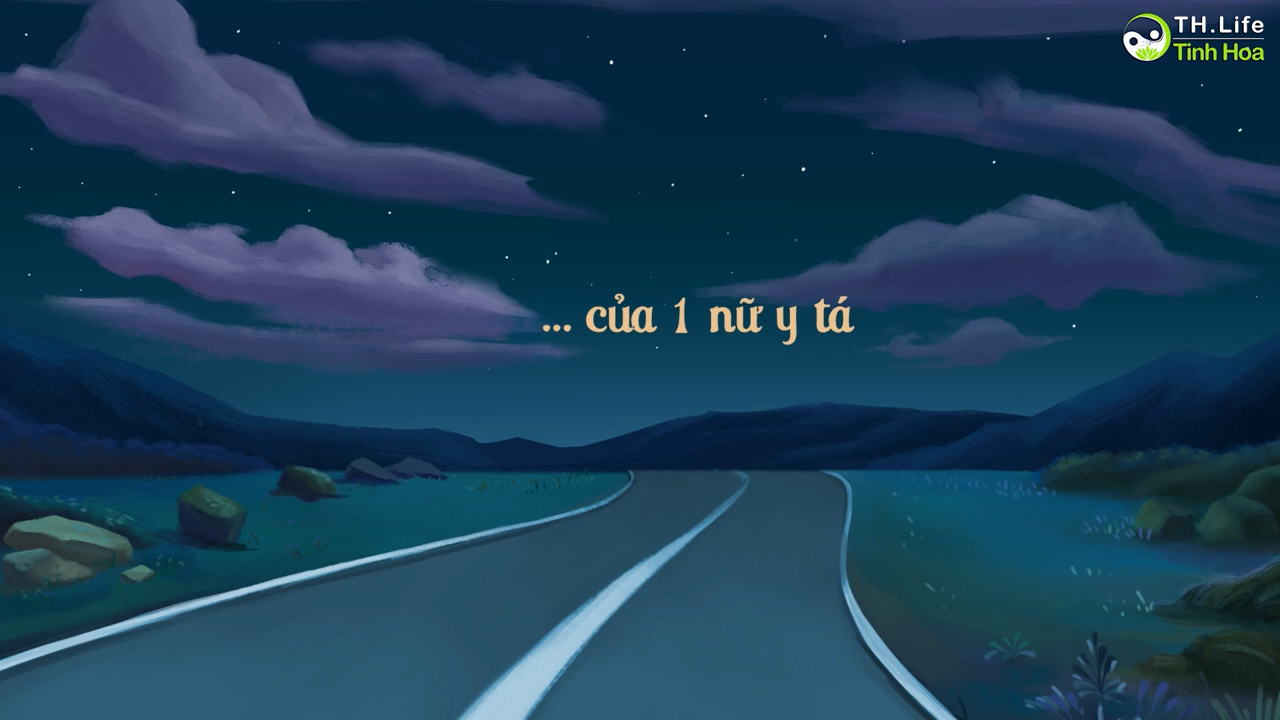 TH.Life
Tinh Hoa
... của 1 nữ y tá